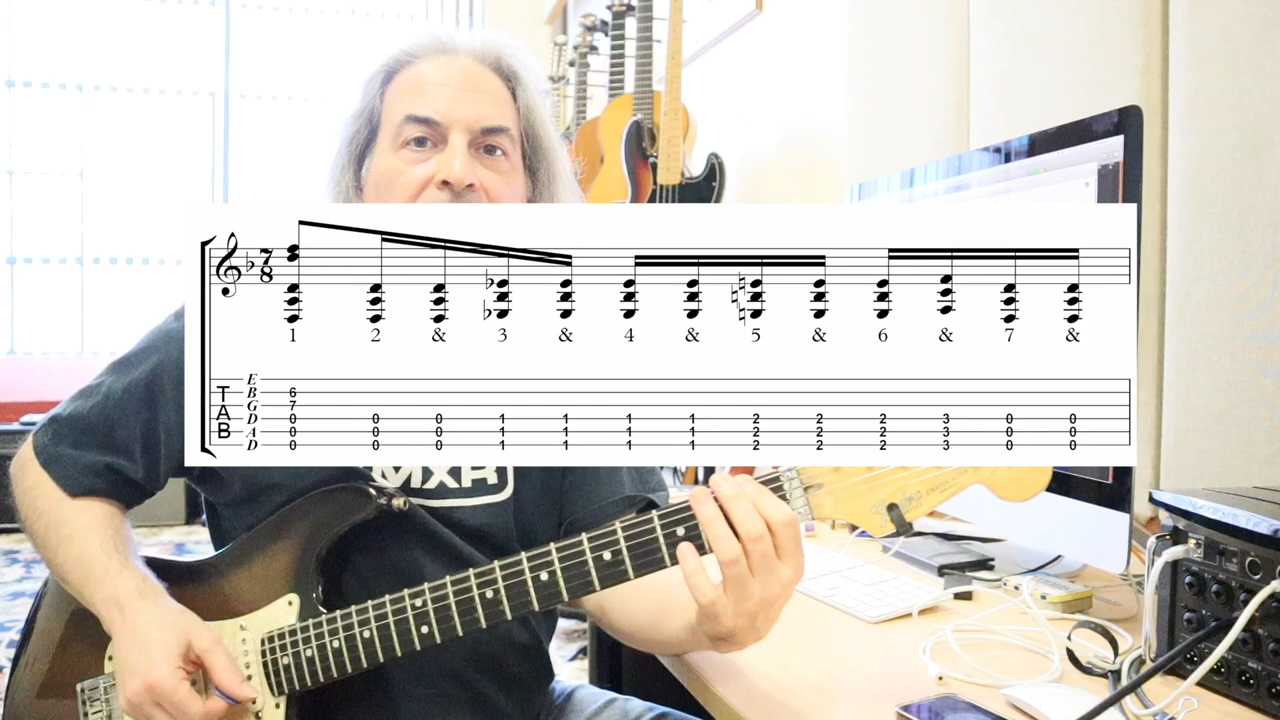 7
8
1 2 & 3 & 4 & 5 & 6 & 7 &
E
T B 6
G 7
A D 0 0 0 1 1 1 1 2 2 2 3 0 0
B A 0 0 0 1 1 1 1 2 2 2 3 0 0
D 0 0 0 1 1 1 1 2 2 2 3 0 0
MXR